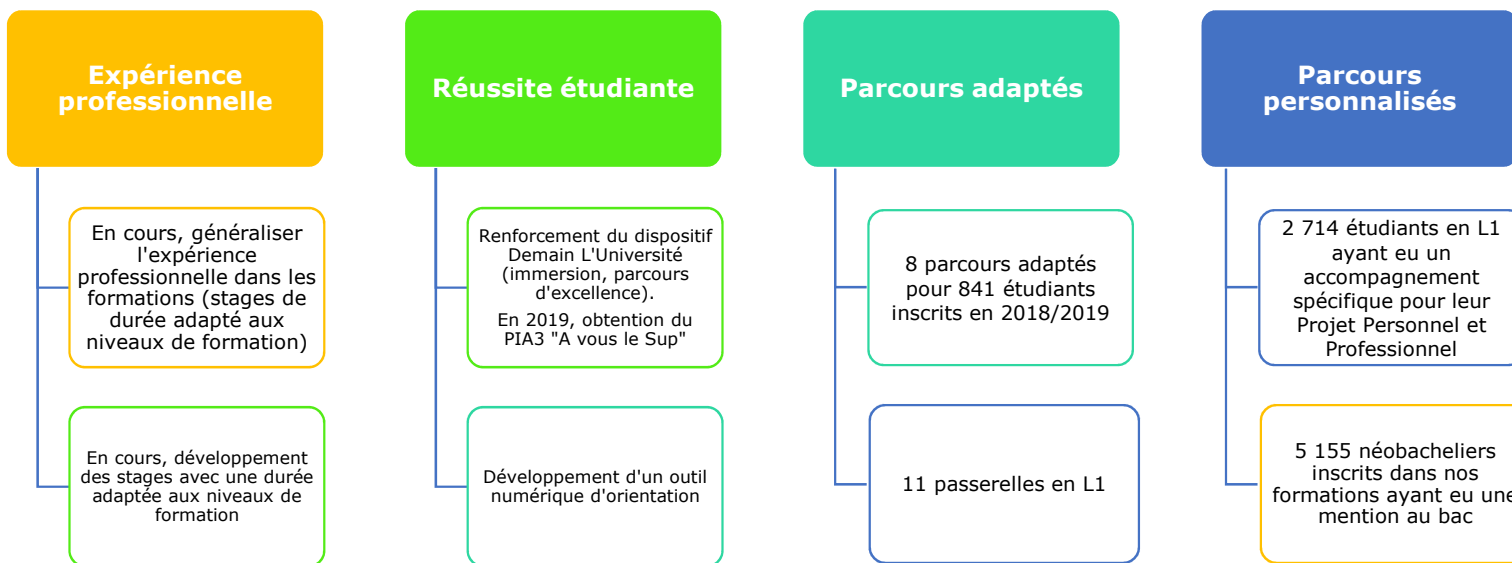 Expérience
professionnelle
En cours, généraliser
l'expérience
professionnelle dans les
formations (stages de
durée adapté aux
niveaux de formation)
En cours, développement
des stages avec une durée
adaptée aux niveaux de
formation
Réussite étudiante
Renforcement du dispositif
Demain L'Université
(immersion, parcours
d'excellence).
En 2019, obtention du
PIA3 "A vous le Sup"
Développement d'un outil
numérique d'orientation
Parcours adaptés
8 parcours adaptés
pour 841 étudiants
inscrits en 2018/2019
11 passerelles en L1
Parcours
personnalisés
2 714 étudiants en L1
ayant eu un
accompagnement
spécifique pour leur
Projet Personnel et
Professionnel
5 155 néobacheliers
inscrits dans nos
formations ayant eu une
mention au bac